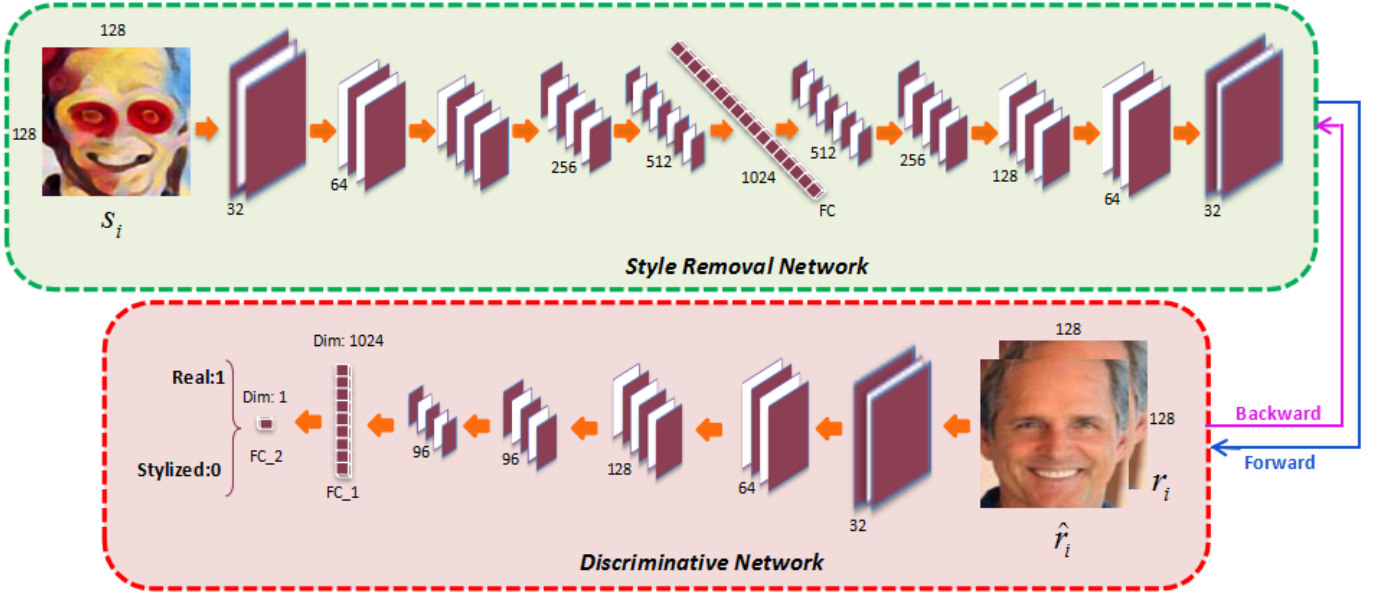 128
128
s_i
32
64
256
512
1024
FC
512
256
128
64
32
Style Removal Network
Dim: 1024
Real:1
Dim: 1
Stylized:0
FC_2
FC_1
96
96
128
64
32
128
128
r_i
r̂_i
Discriminative Network
Backward
Forward